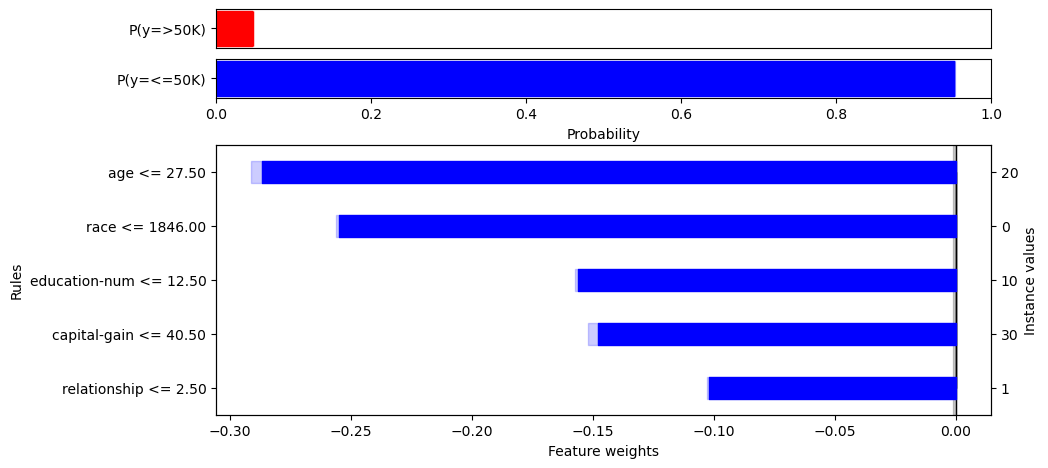 P(y=>50K)
P(y=<=50K)
0.0 0.2 0.4 0.6 0.8 1.0
Probability
Rules
age <= 27.50 20
race <= 1846.00 0
education-num <= 12.50 10
capital-gain <= 40.50 30
relationship <= 2.50 1
Instance values
−0.30 −0.25 −0.20 −0.15 −0.10 −0.05 0.00
Feature weights